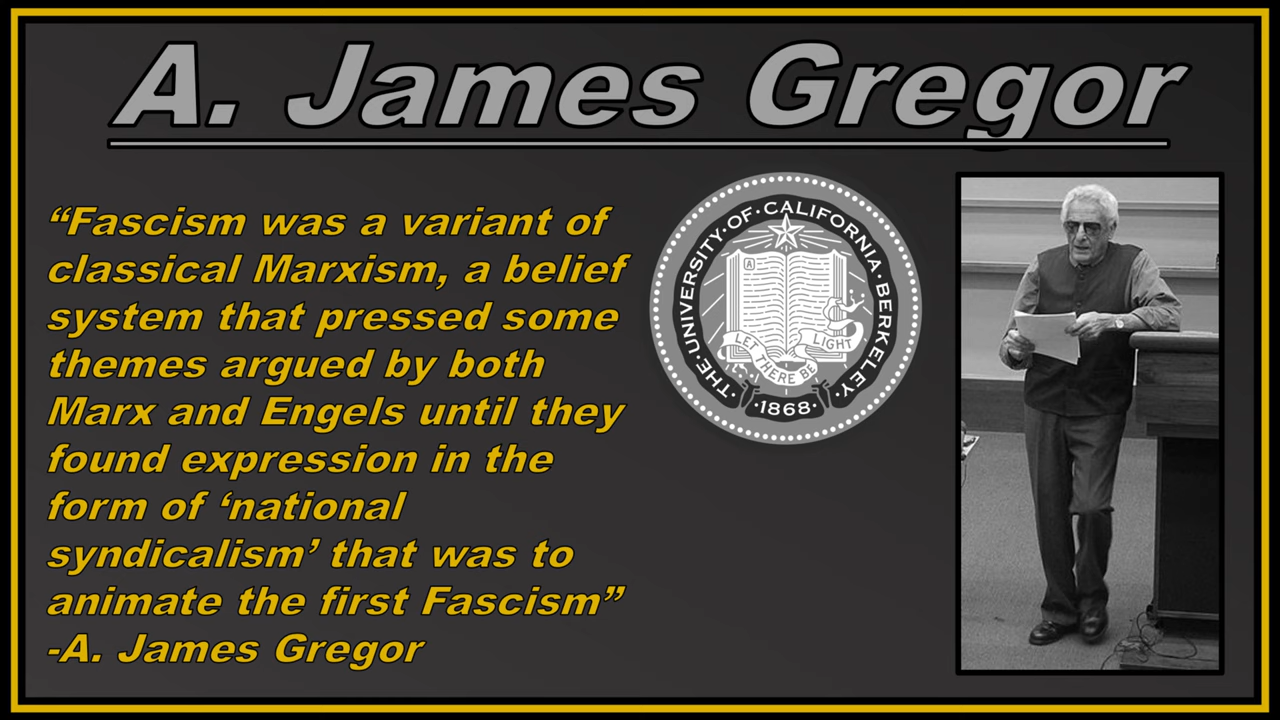 A. James Gregor
“Fascism was a variant of
classical Marxism, a belief
system that pressed some
themes argued by both
Marx and Engels until they
found expression in the
form of ‘national
syndicalism’ that was to
animate the first Fascism”
-A. James Gregor
THE·UNIVERSITY·OF·CALIFORNIA·BERKELEY
A
LET THERE BE LIGHT
·1868·